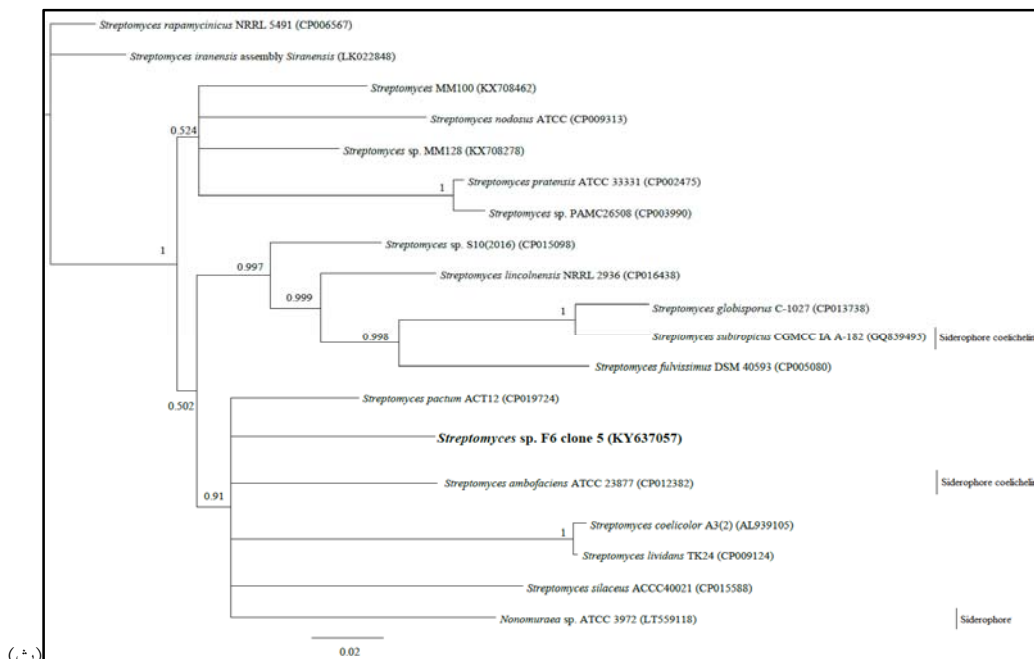 Streptomyces rapamycinicus NRRL 5491 (CP006567)
Streptomyces iranensis assembly Siranensis (LK022848)
Streptomyces MM100 (KX708462)
Streptomyces nodosus ATCC (CP009313)
0.524
Streptomyces sp. MM128 (KX708278)
Streptomyces pratensis ATCC 33331 (CP002475)
1
Streptomyces sp. PAMC26508 (CP003990)
Streptomyces sp. S10(2016) (CP015098)
1
0.997
Streptomyces lincolnensis NRRL 2936 (CP016438)
0.999
Streptomyces globisporus C-1027 (CP013738)
1
0.998
Streptomyces subtropicus CGMCC IA A-182 (GQ839493) Siderophore coelichelin
Streptomyces fulvissimus DSM 40593 (CP005080)
Streptomyces pactum ACT12 (CP019724)
0.502
Streptomyces sp. F6 clone 5 (KY637057)
Streptomyces ambofaciens ATCC 23877 (CP012382) Siderophore coelichelin
0.91
Streptomyces coelicolor A3(2) (AL939105)
1
Streptomyces lividans TK24 (CP009124)
Streptomyces silaceus ACCC40021 (CP015588)
Nonomuraea sp. ATCC 3972 (LT559118) Siderophore
0.02
(ث)